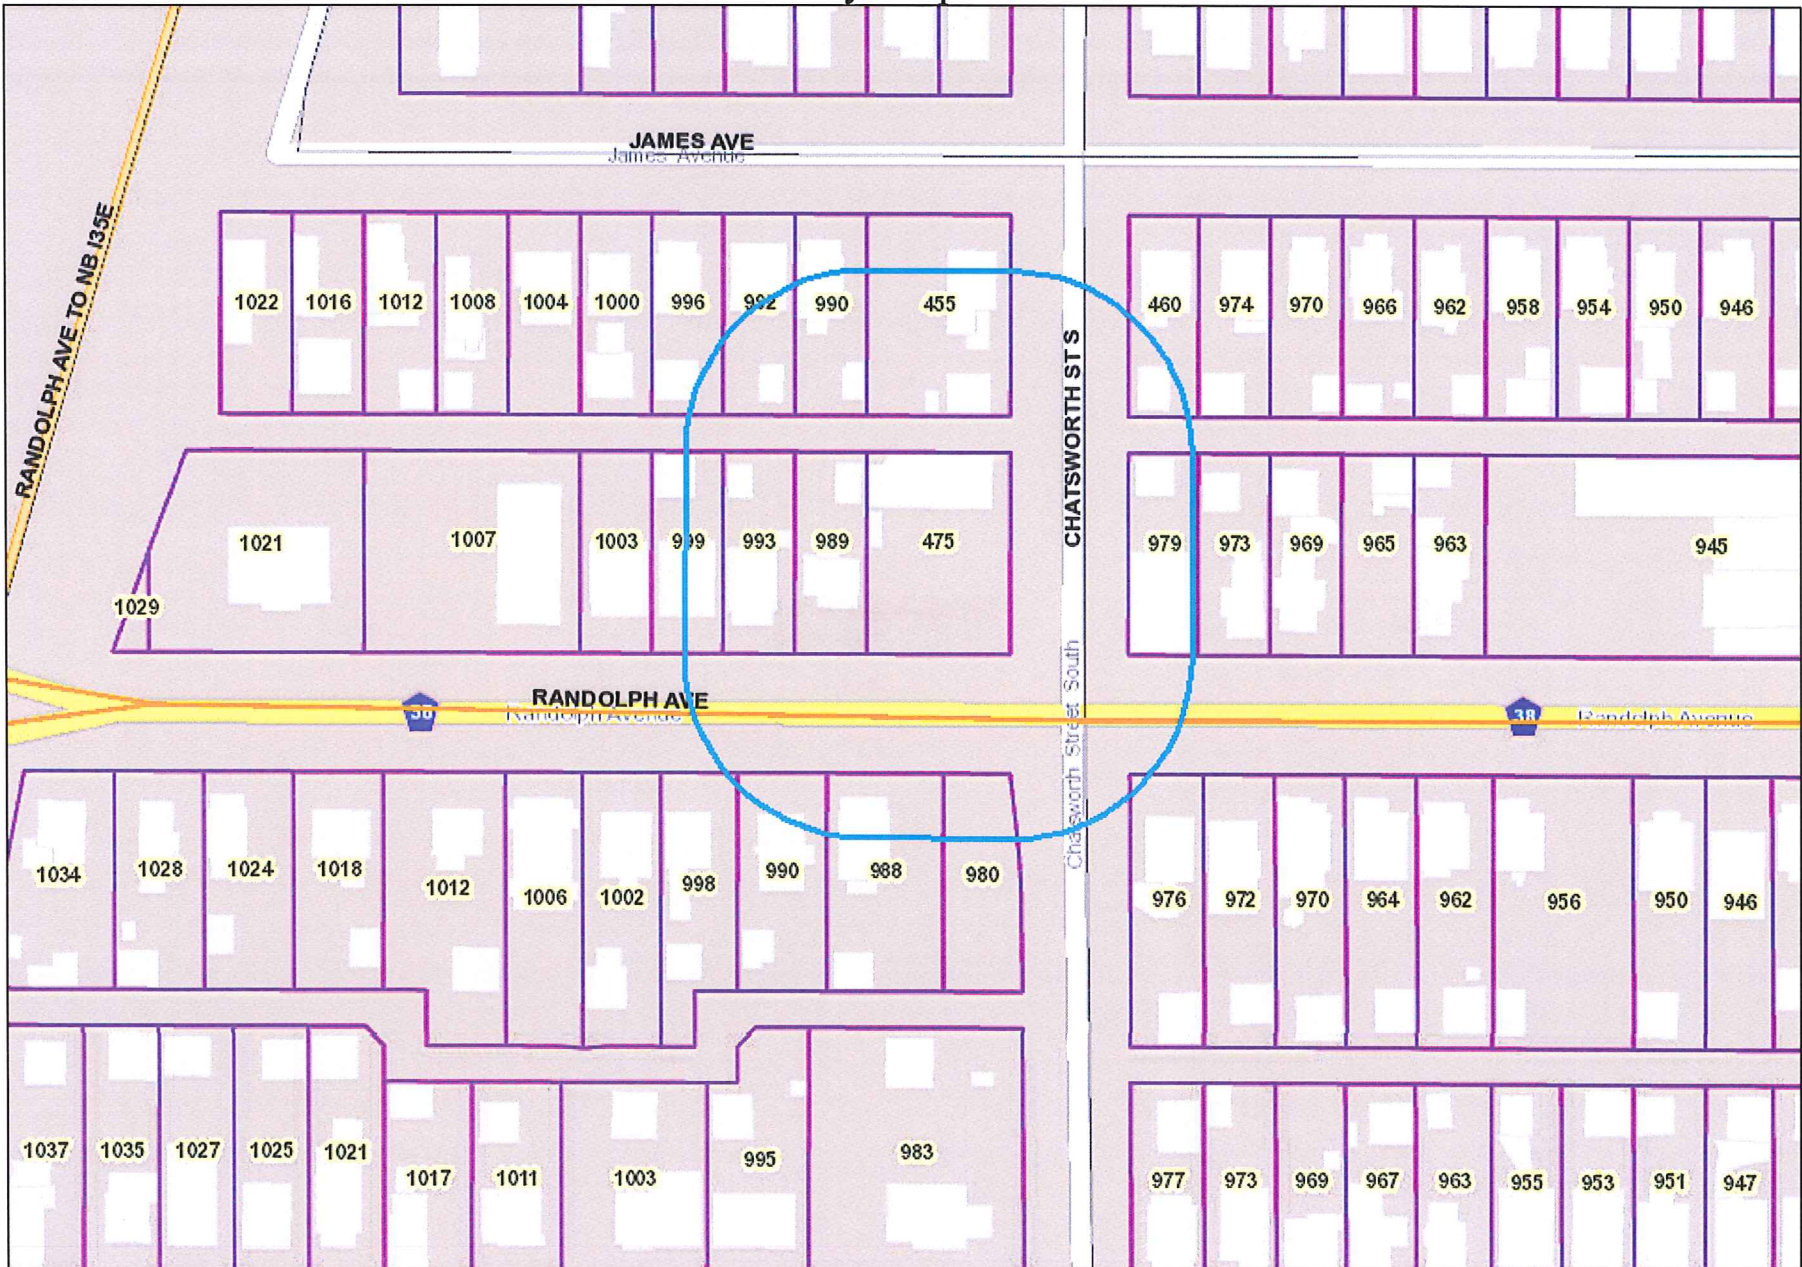 JAMES AVE
James Avenue
RANDOLPH AVE TO NB I35E
1022 1016 1012 1008 1004 1000 996 992 990 455 460 974 970 966 962 958 954 950 946
CHATSWORTH ST S
1021 1007 1003 999 993 989 475 979 973 969 965 963 945
1029
RANDOLPH AVE
Randolph Avenue
38
Randolph Avenue
38
Chatsworth Street South
1034 1028 1024 1018 1012 1006 1002 998 990 988 980 976 972 970 964 962 956 950 946
1037 1035 1027 1025 1021 1017 1011 1003 995 983 977 973 969 967 963 955 953 951 947